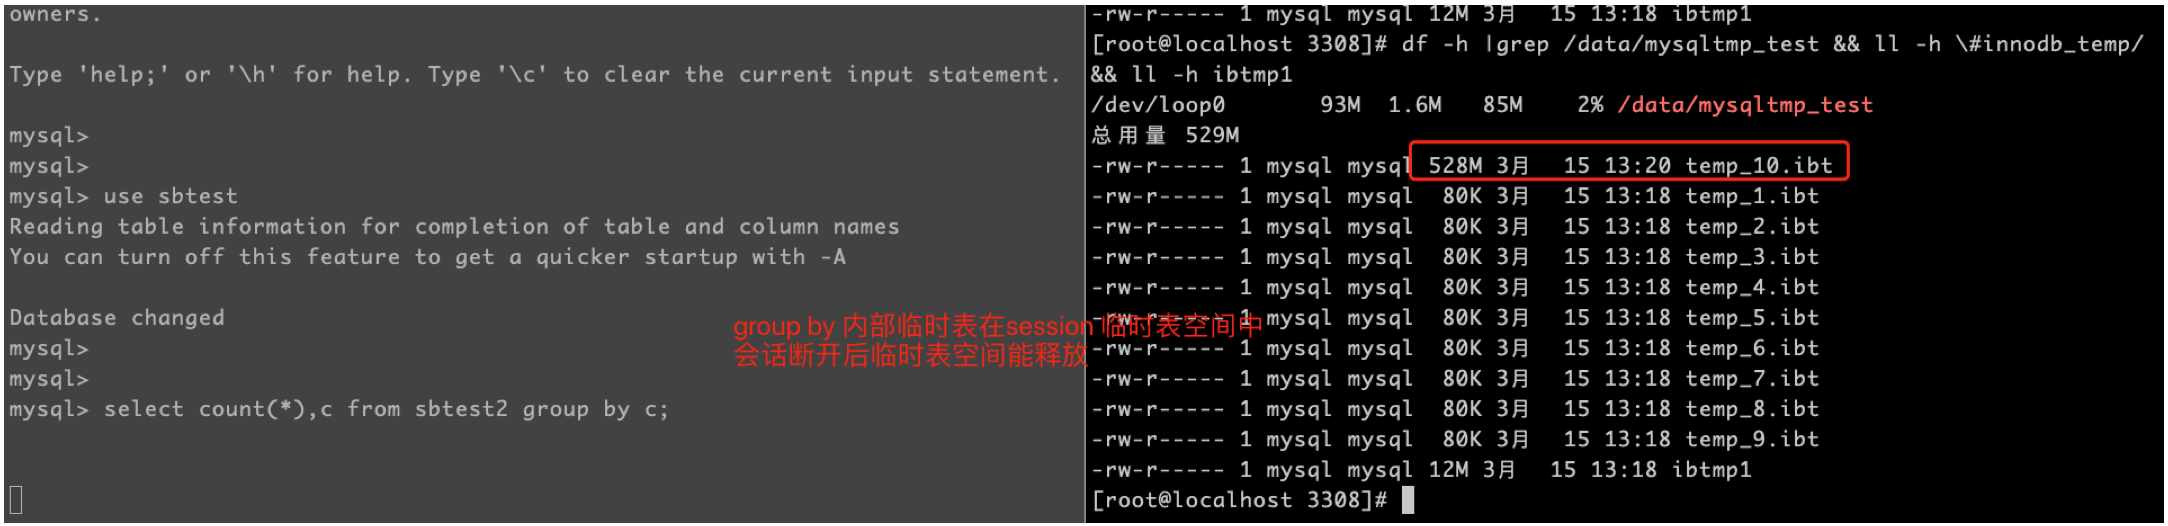 owners.
Type 'help;' or '\h' for help. Type '\c' to clear the current input statement.
mysql>
mysql>
mysql> use sbtest
Reading table information for completion of table and column names
You can turn off this feature to get a quicker startup with -A
Database changed
mysql>
mysql>
mysql> select count(*),c from sbtest2 group by c;
group by 内部临时表在session 临时表空间中
会话断开后临时表空间能释放
-rw-r----- 1 mysql mysql 12M 3月 15 13:18 ibtmp1
[root@localhost 3308]# df -h |grep /data/mysqltmp_test && ll -h \#innodb_temp/
&& ll -h ibtmp1
/dev/loop0 93M 1.6M 85M 2% /data/mysqltmp_test
总用量 529M
-rw-r----- 1 mysql mysql 528M 3月 15 13:20 temp_10.ibt
-rw-r----- 1 mysql mysql 80K 3月 15 13:18 temp_1.ibt
-rw-r----- 1 mysql mysql 80K 3月 15 13:18 temp_2.ibt
-rw-r----- 1 mysql mysql 80K 3月 15 13:18 temp_3.ibt
-rw-r----- 1 mysql mysql 80K 3月 15 13:18 temp_4.ibt
-rw-r----- 1 mysql mysql 80K 3月 15 13:18 temp_5.ibt
-rw-r----- 1 mysql mysql 80K 3月 15 13:18 temp_6.ibt
-rw-r----- 1 mysql mysql 80K 3月 15 13:18 temp_7.ibt
-rw-r----- 1 mysql mysql 80K 3月 15 13:18 temp_8.ibt
-rw-r----- 1 mysql mysql 80K 3月 15 13:18 temp_9.ibt
-rw-r----- 1 mysql mysql 12M 3月 15 13:18 ibtmp1
[root@localhost 3308]#